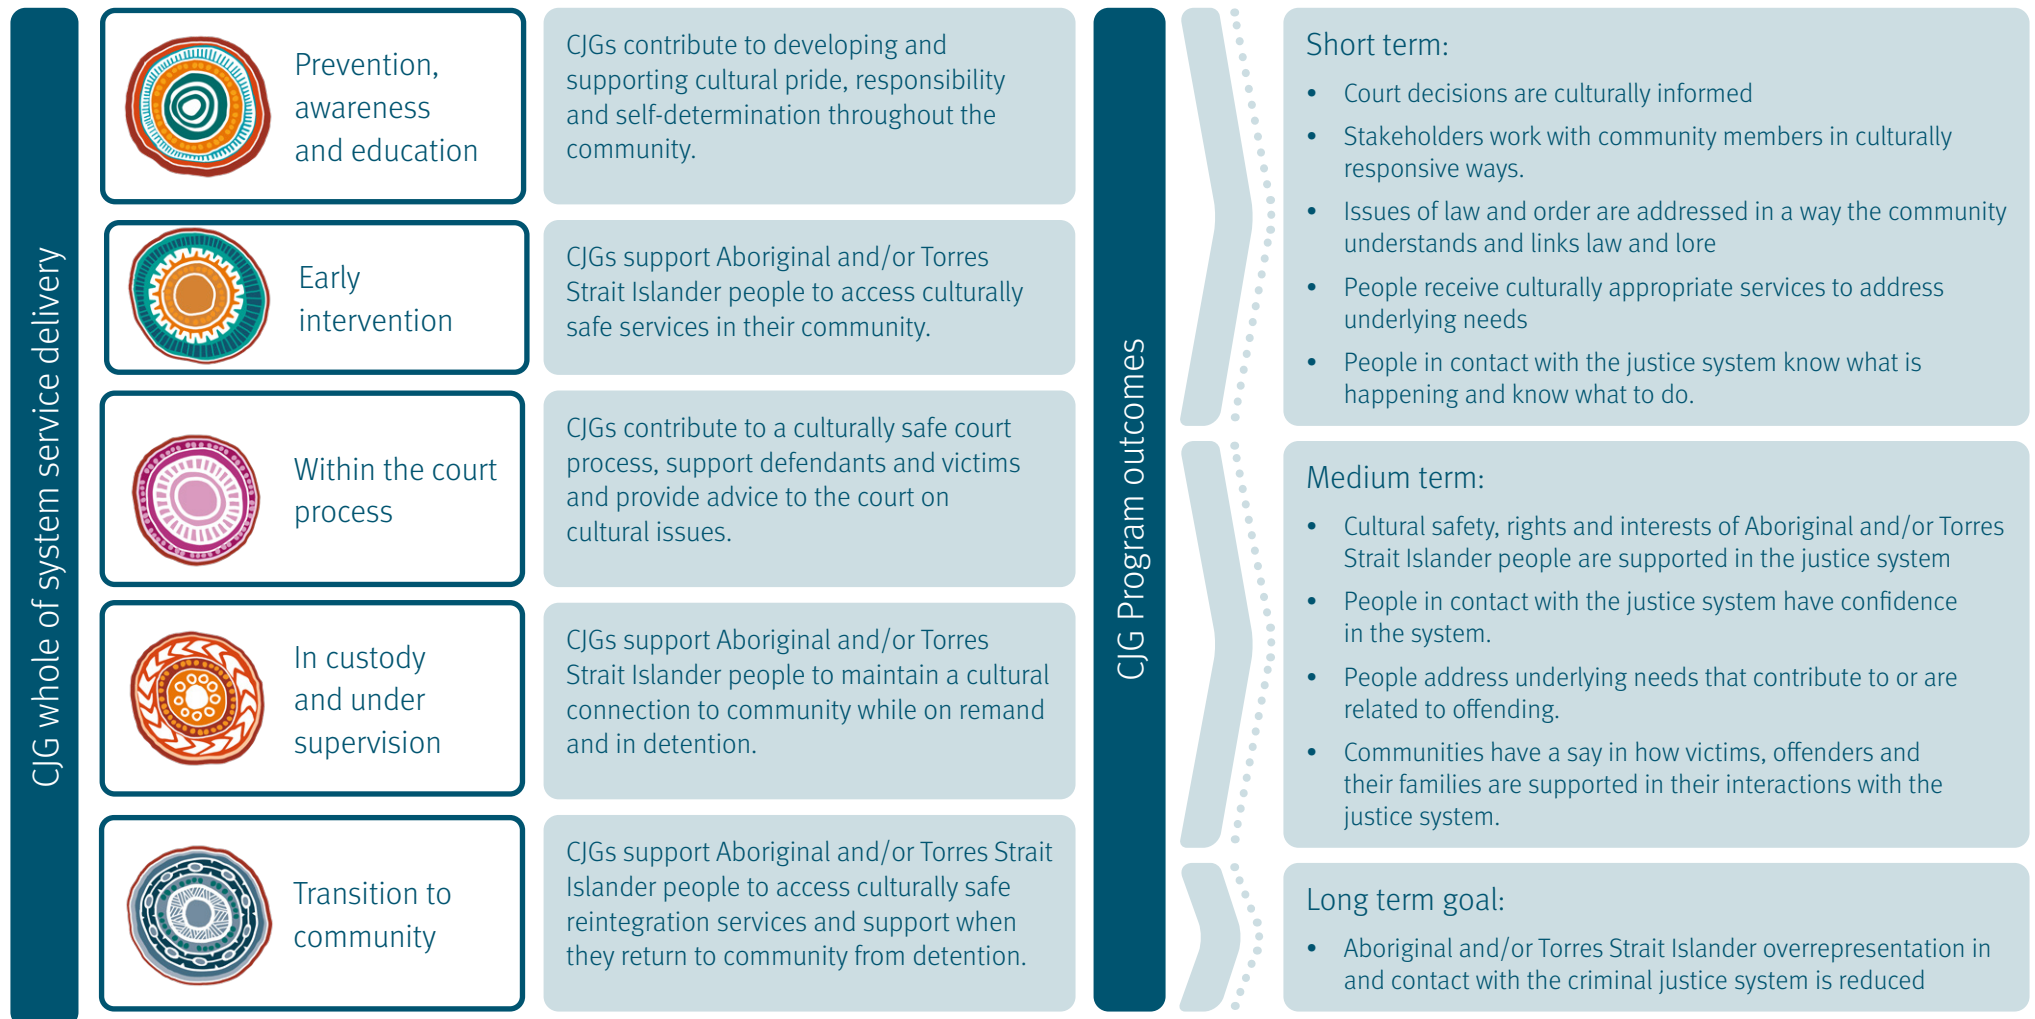 CJG whole of system service delivery
Prevention,
awareness
and education
CJGs contribute to developing and
supporting cultural pride, responsibility
and self-determination throughout the
community.
Early
intervention
CJGs support Aboriginal and/or Torres
Strait Islander people to access culturally
safe services in their community.
Within the court
process
CJGs contribute to a culturally safe court
process, support defendants and victims
and provide advice to the court on
cultural issues.
In custody
and under
supervision
CJGs support Aboriginal and/or Torres
Strait Islander people to maintain a cultural
connection to community while on remand
and in detention.
Transition to
community
CJGs support Aboriginal and/or Torres Strait
Islander people to access culturally safe
reintegration services and support when
they return to community from detention.
CJG Program outcomes
Short term:
• Court decisions are culturally informed
• Stakeholders work with community members in culturally
responsive ways.
• Issues of law and order are addressed in a way the community
understands and links law and lore
• People receive culturally appropriate services to address
underlying needs
• People in contact with the justice system know what is
happening and know what to do.
Medium term:
• Cultural safety, rights and interests of Aboriginal and/or Torres
Strait Islander people are supported in the justice system
• People in contact with the justice system have confidence
in the system.
• People address underlying needs that contribute to or are
related to offending.
• Communities have a say in how victims, offenders and
their families are supported in their interactions with the
justice system.
Long term goal:
• Aboriginal and/or Torres Strait Islander overrepresentation in
and contact with the criminal justice system is reduced